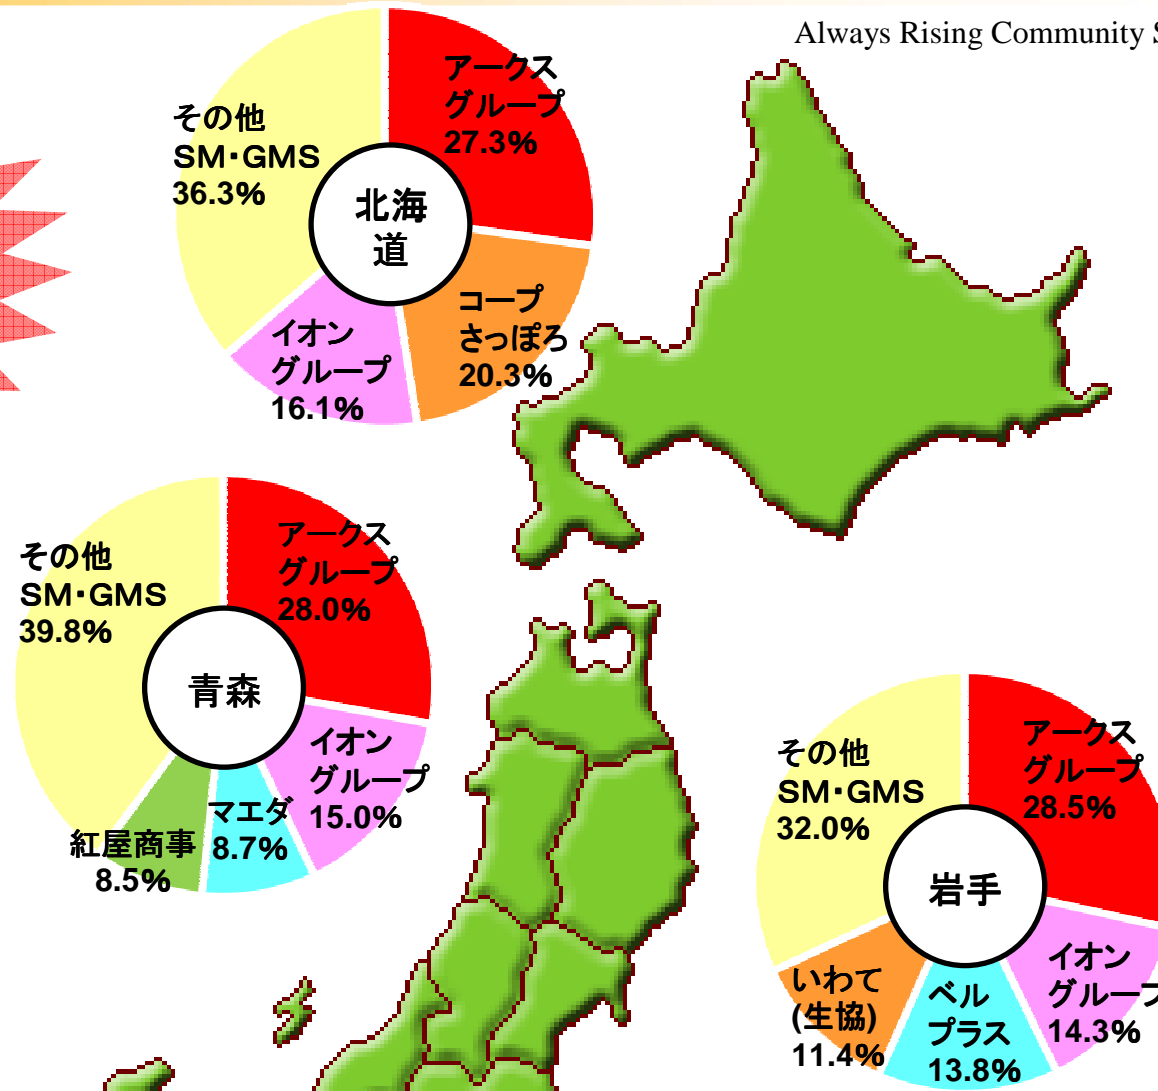 Always Rising Community S
アークス
グループ
27.3%
その他
SM・GMS
36.3%
北海
道
コープ
さっぽろ
20.3%
イオン
グループ
16.1%
アークス
グループ
28.0%
その他
SM・GMS
39.8%
青森
イオン
グループ
15.0%
マエダ
8.7%
紅屋商事
8.5%
アークス
グループ
28.5%
その他
SM・GMS
32.0%
岩手
イオン
グループ
14.3%
ベル
プラス
13.8%
いわて
(生協)
11.4%